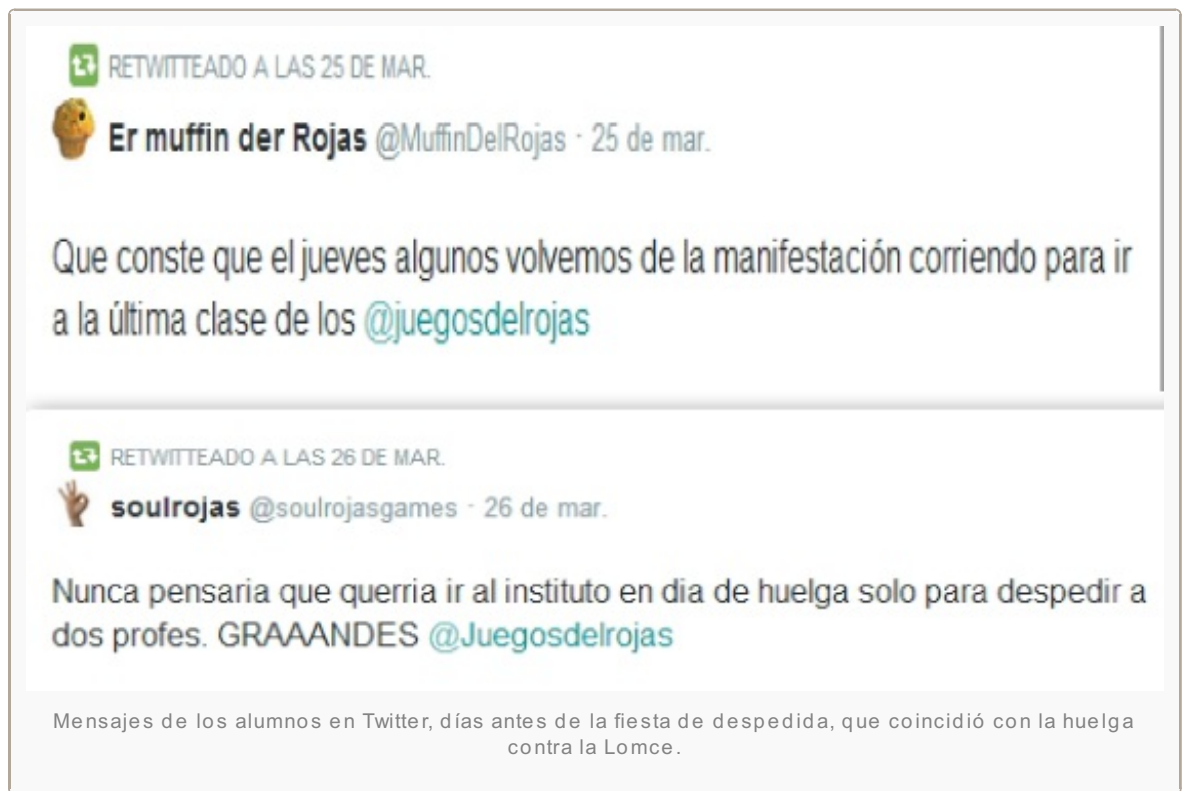 RETWITTEADO A LAS 25 DE MAR.
Er muffin der Rojas @MuffinDelRojas · 25 de mar.
Que conste que el jueves algunos volvemos de la manifestación corriendo para ir
a la última clase de los @juegosdelrojas
RETWITTEADO A LAS 26 DE MAR.
soulrojas @soulrojasgames · 26 de mar.
Nunca pensaria que querria ir al instituto en dia de huelga solo para despedir a
dos profes. GRAAANDES @Juegosdelrojas
Mensajes de los alumnos en Twitter, días antes de la fiesta de despedida, que coincidió con la huelga
contra la Lomce.